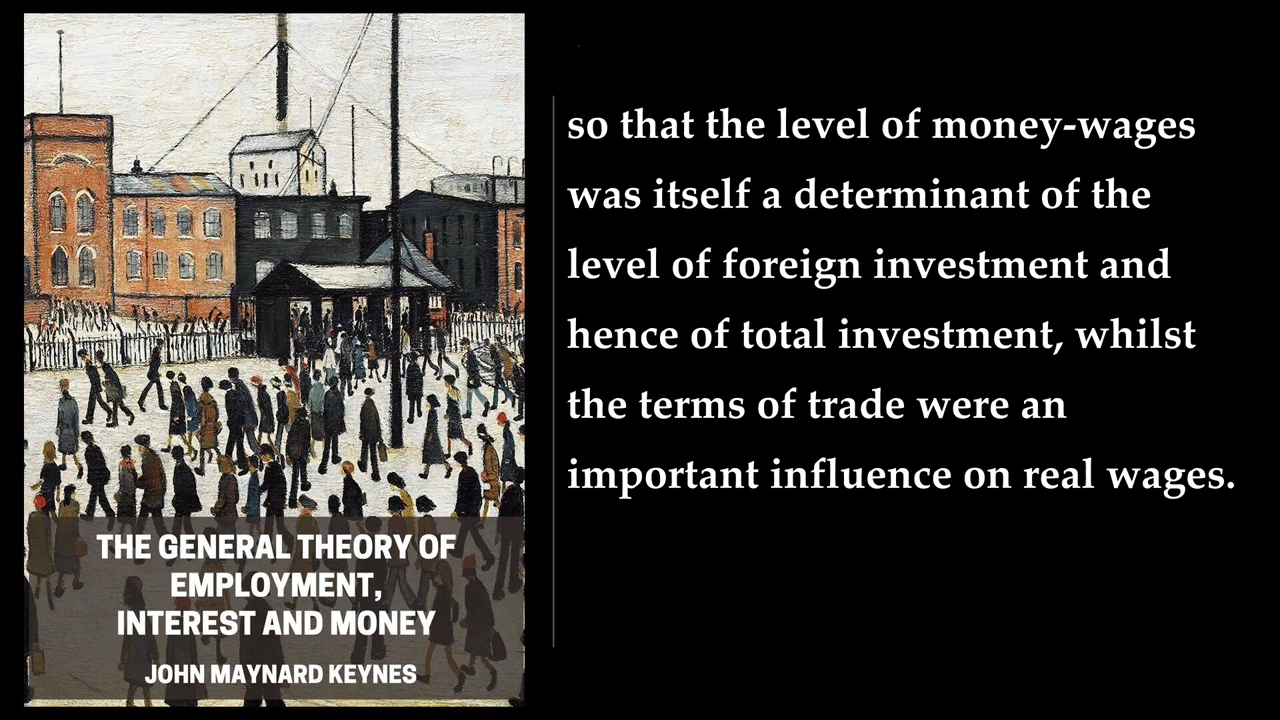 THE GENERAL THEORY OF
EMPLOYMENT,
INTEREST AND MONEY
JOHN MAYNARD KEYNES
so that the level of money-wages
was itself a determinant of the
level of foreign investment and
hence of total investment, whilst
the terms of trade were an
important influence on real wages.